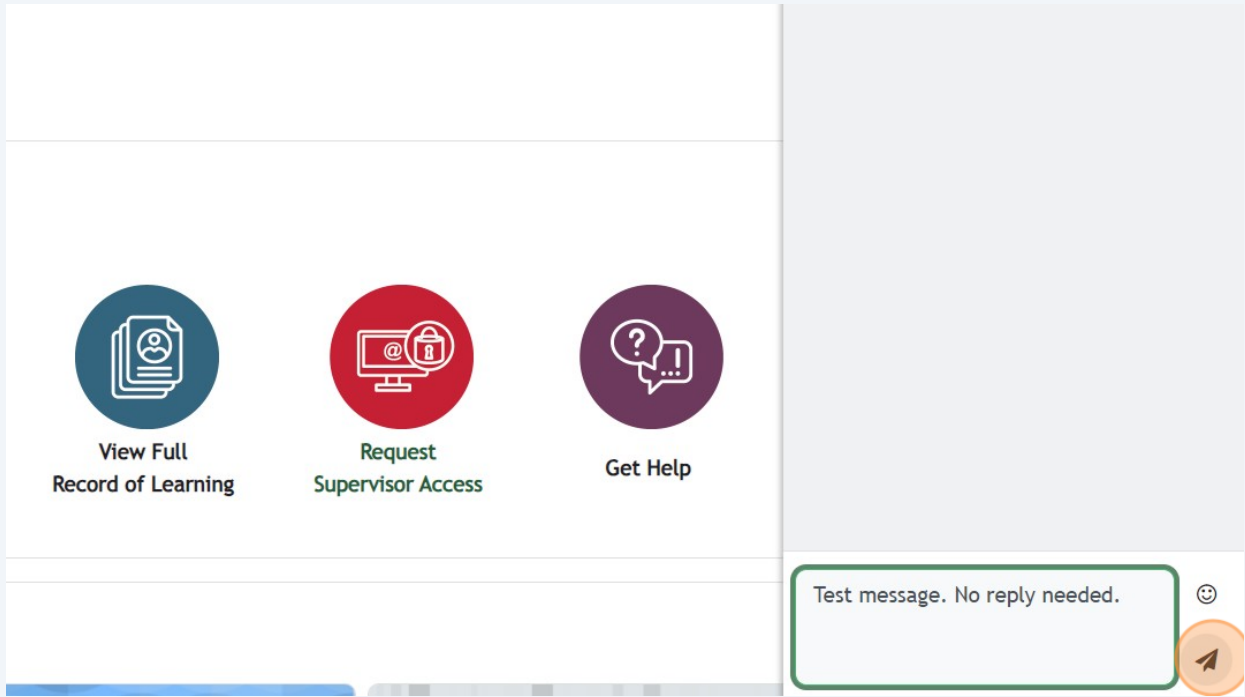 View Full
Record of Learning
@
Request
Supervisor Access
?
!
...
Get Help
Test message. No reply needed.